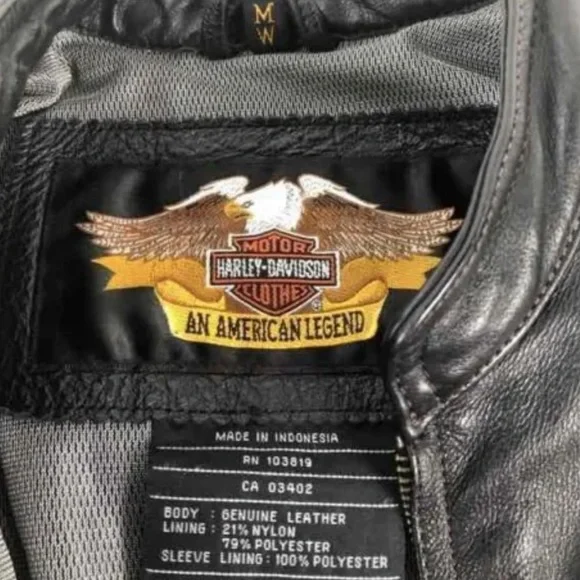 M
W
MOTOR
HARLEY-DAVIDSON
CLOTHES
®
AN AMERICAN LEGEND
MADE IN INDONESIA
RN 103819
CA 03402
BODY : GENUINE LEATHER
LINING : 21% NYLON
79% POLYESTER
SLEEVE LINING : 100% POLYESTER